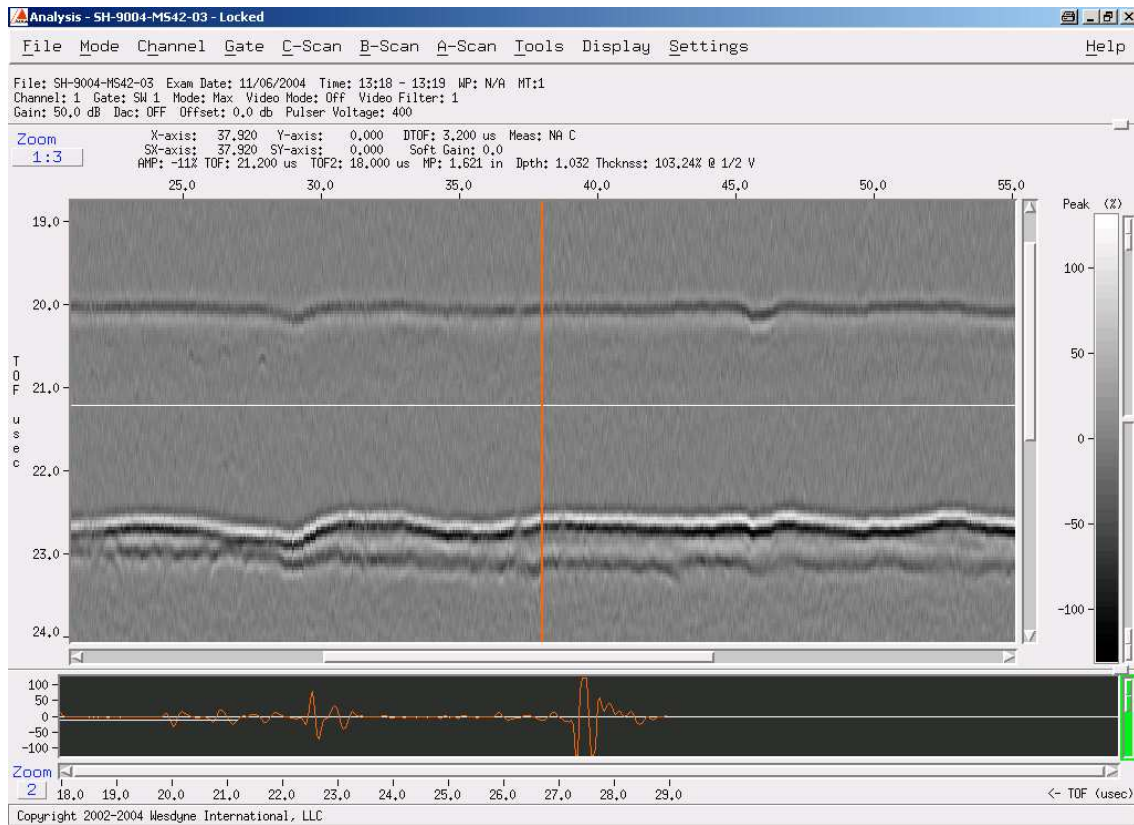 Analysis - SH-9004-MS42-03 - Locked
File Mode Channel Gate C-Scan B-Scan A-Scan Tools Display Settings Help
File: SH-9004-MS42-03 Exam Date: 11/06/2004 Time: 13:18 - 13:19 WP: N/A MT:1
Channel: 1 Gate: SW 1 Mode: Max Video Mode: Off Video Filter: 1
Gain: 50.0 dB Dac: OFF Offset: 0.0 db Pulser Voltage: 400
Zoom
1:3
X-axis: 37.920 Y-axis: 0.000 DTOF: 3.200 us Meas: NA C
SX-axis: 37.920 SY-axis: 0.000 Soft Gain: 0.0
AMP: -11% TOF: 21.200 us TOF2: 18.000 us MP: 1.621 in Dpth: 1.032 Thcknss: 103.24% @ 1/2 V
25.0 30.0 35.0 40.0 45.0 50.0 55.0
Peak (%)
19.0
20.0
21.0
22.0
23.0
24.0
TOF usec
100
50
0
-50
-100
100
50
0
-50
-100
Zoom
2
18.0 19.0 20.0 21.0 22.0 23.0 24.0 25.0 26.0 27.0 28.0 29.0
<- TOF (usec)
Copyright 2002-2004 Wesdyne International, LLC